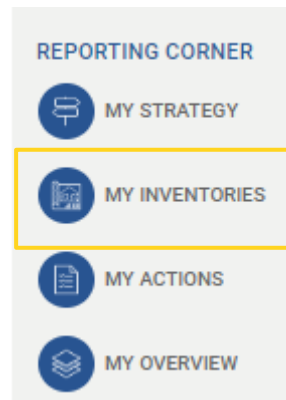 REPORTING CORNER
MY STRATEGY
MY INVENTORIES
MY ACTIONS
MY OVERVIEW